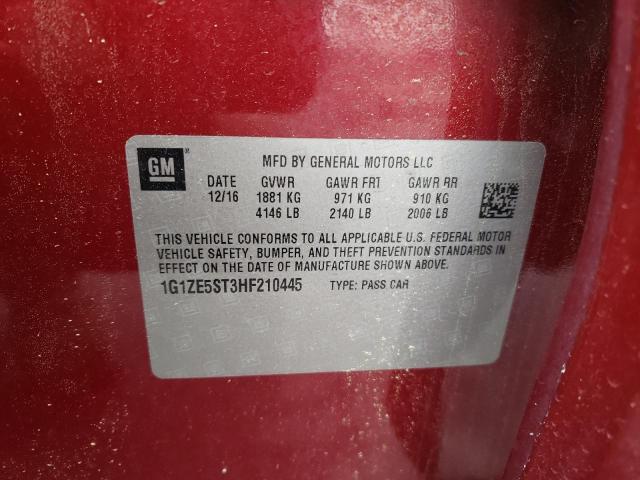 GM
MFD BY GENERAL MOTORS LLC
DATE GVWR GAWR FRT GAWR RR
12/16 1881 KG 971 KG 910 KG
4146 LB 2140 LB 2006 LB
THIS VEHICLE CONFORMS TO ALL APPLICABLE U.S. FEDERAL MOTOR
VEHICLE SAFETY, BUMPER, AND THEFT PREVENTION STANDARDS IN
EFFECT ON THE DATE OF MANUFACTURE SHOWN ABOVE.
1G1ZE5ST3HF210445 TYPE: PASS CAR